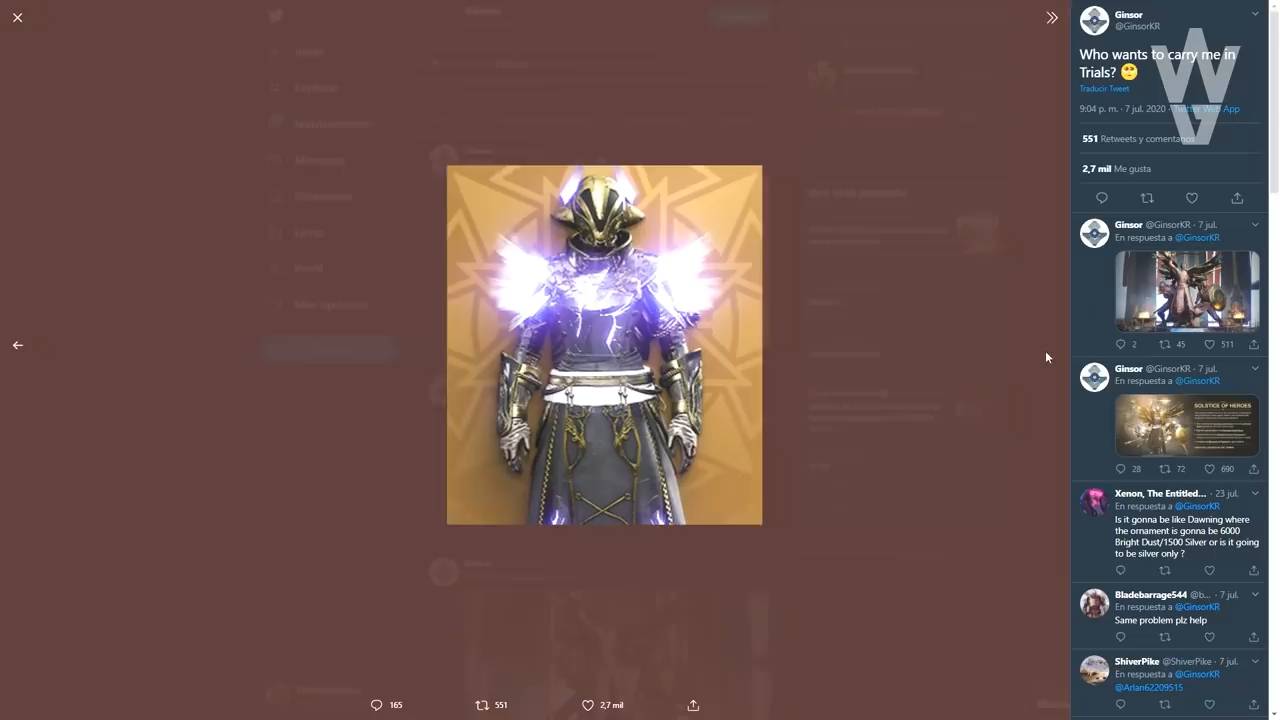 Ginsor
@GinsorKR
Who wants to carry me in
Trials? 🥺
Traducir Tweet
9:04 p. m. · 7 jul. 2020 · Twitter Web App
551 Retweets y comentarios
2,7 mil Me gusta
Ginsor @GinsorKR · 7 jul.
En respuesta a @GinsorKR
2 45 511
Ginsor @GinsorKR · 7 jul.
En respuesta a @GinsorKR
SOLSTICE OF HEROES
28 72 690
Xenon, The Entitled... · 23 jul.
En respuesta a @GinsorKR
Is it gonna be like Dawning where
the ornament is gonna be 6000
Bright Dust/1500 Silver or is it going
to be silver only ?
Bladebarrage544 @b... · 7 jul.
En respuesta a @GinsorKR
Same problem plz help
ShiverPike @ShiverPike · 7 jul.
En respuesta a @GinsorKR
@Arlan62209515
165 551 2,7 mil